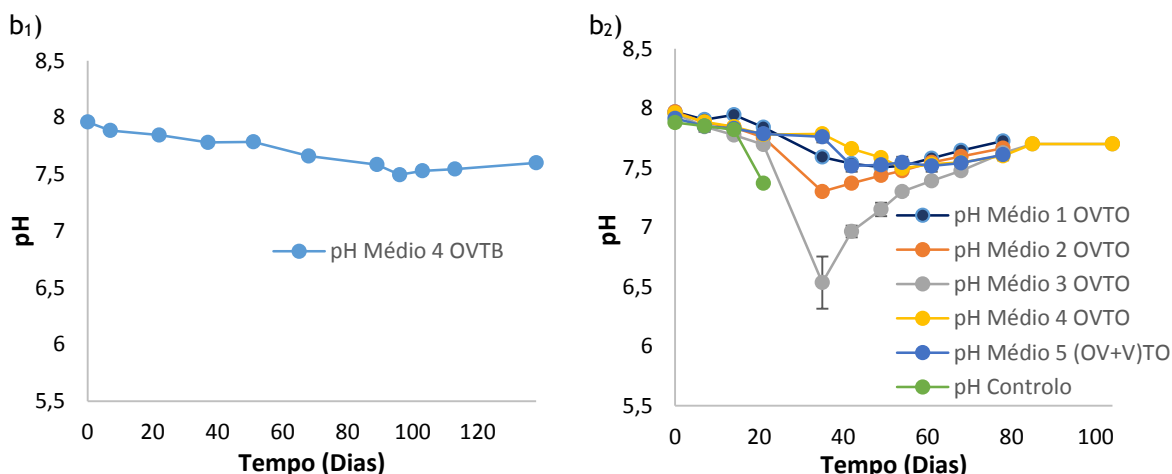 b₁)
8,5
8
7,5
7
6,5
6
5,5
pH
0 20 40 60 80 100 120
Tempo (Dias)
pH Médio 4 OVTB
b₂)
8,5
8
7,5
7
6,5
6
5,5
pH
0 20 40 60 80 100
Tempo (Dias)
pH Médio 1 OVTO
pH Médio 2 OVTO
pH Médio 3 OVTO
pH Médio 4 OVTO
pH Médio 5 (OV+V)TO
pH Controlo